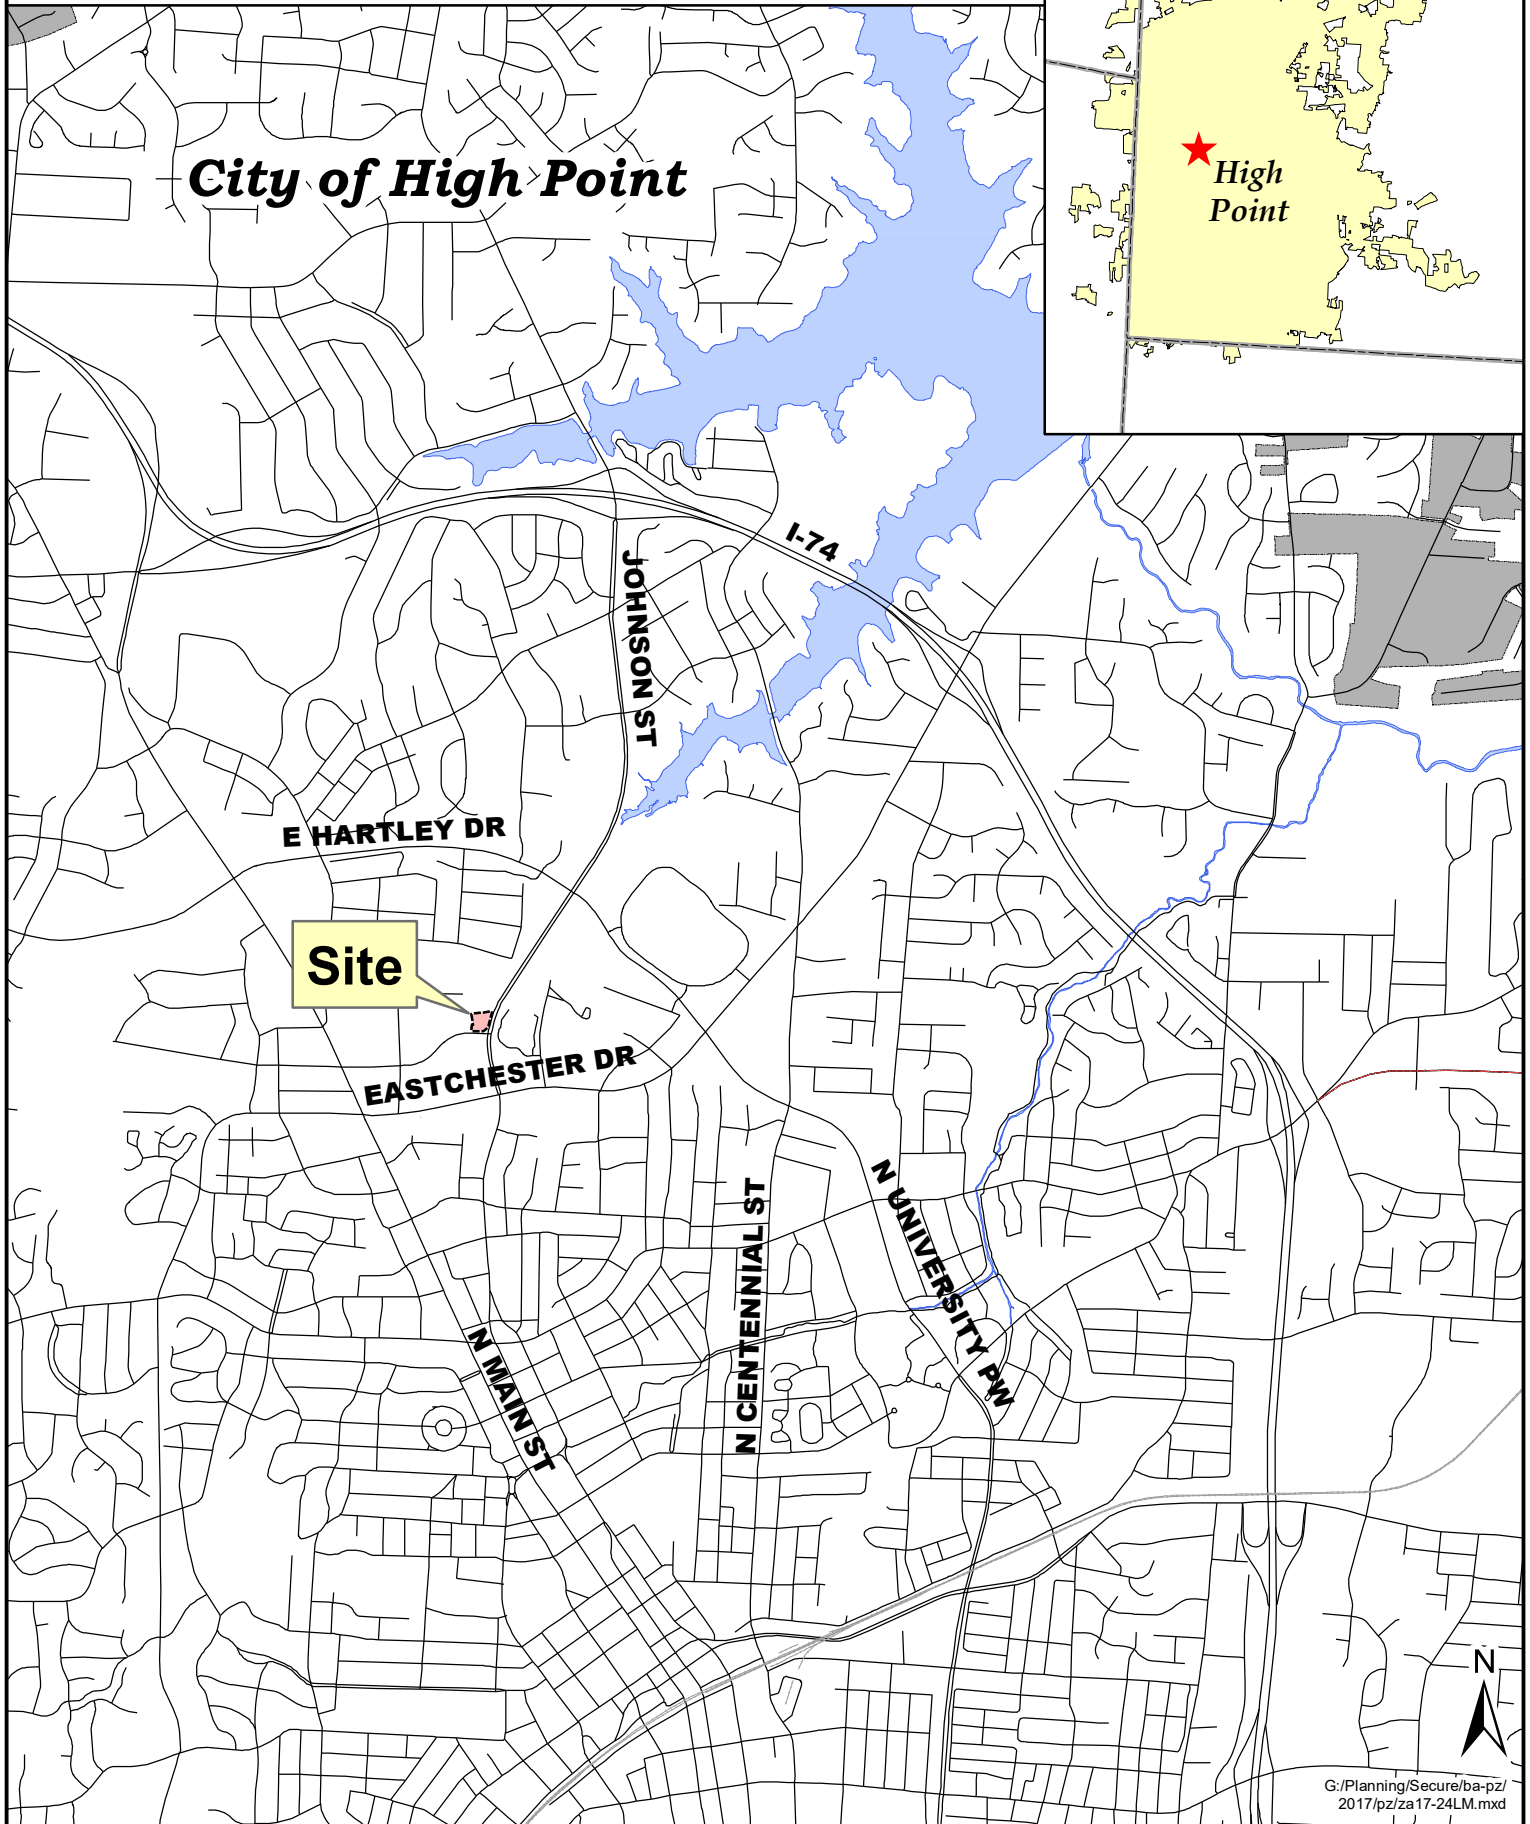 City of High Point
High
Point
I-74
JOHNSON ST
E HARTLEY DR
Site
EASTCHESTER DR
N UNIVERSITY PW
N CENTENNIAL ST
N MAIN ST
N
G:/Planning/Secure/ba-pz/
2017/pz/za17-24LM.mxd